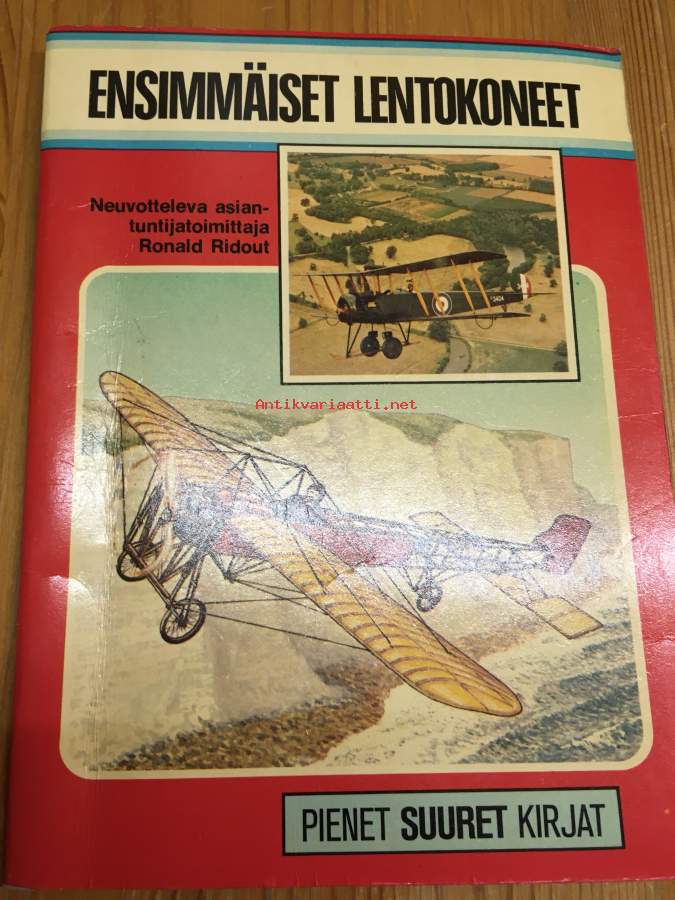 ENSIMMÄISET LENTOKONEET
Neuvotteleva asian-
tuntijatoimittaja
Ronald Ridout
Antikvariaatti.net
PIENET SUURET KIRJAT